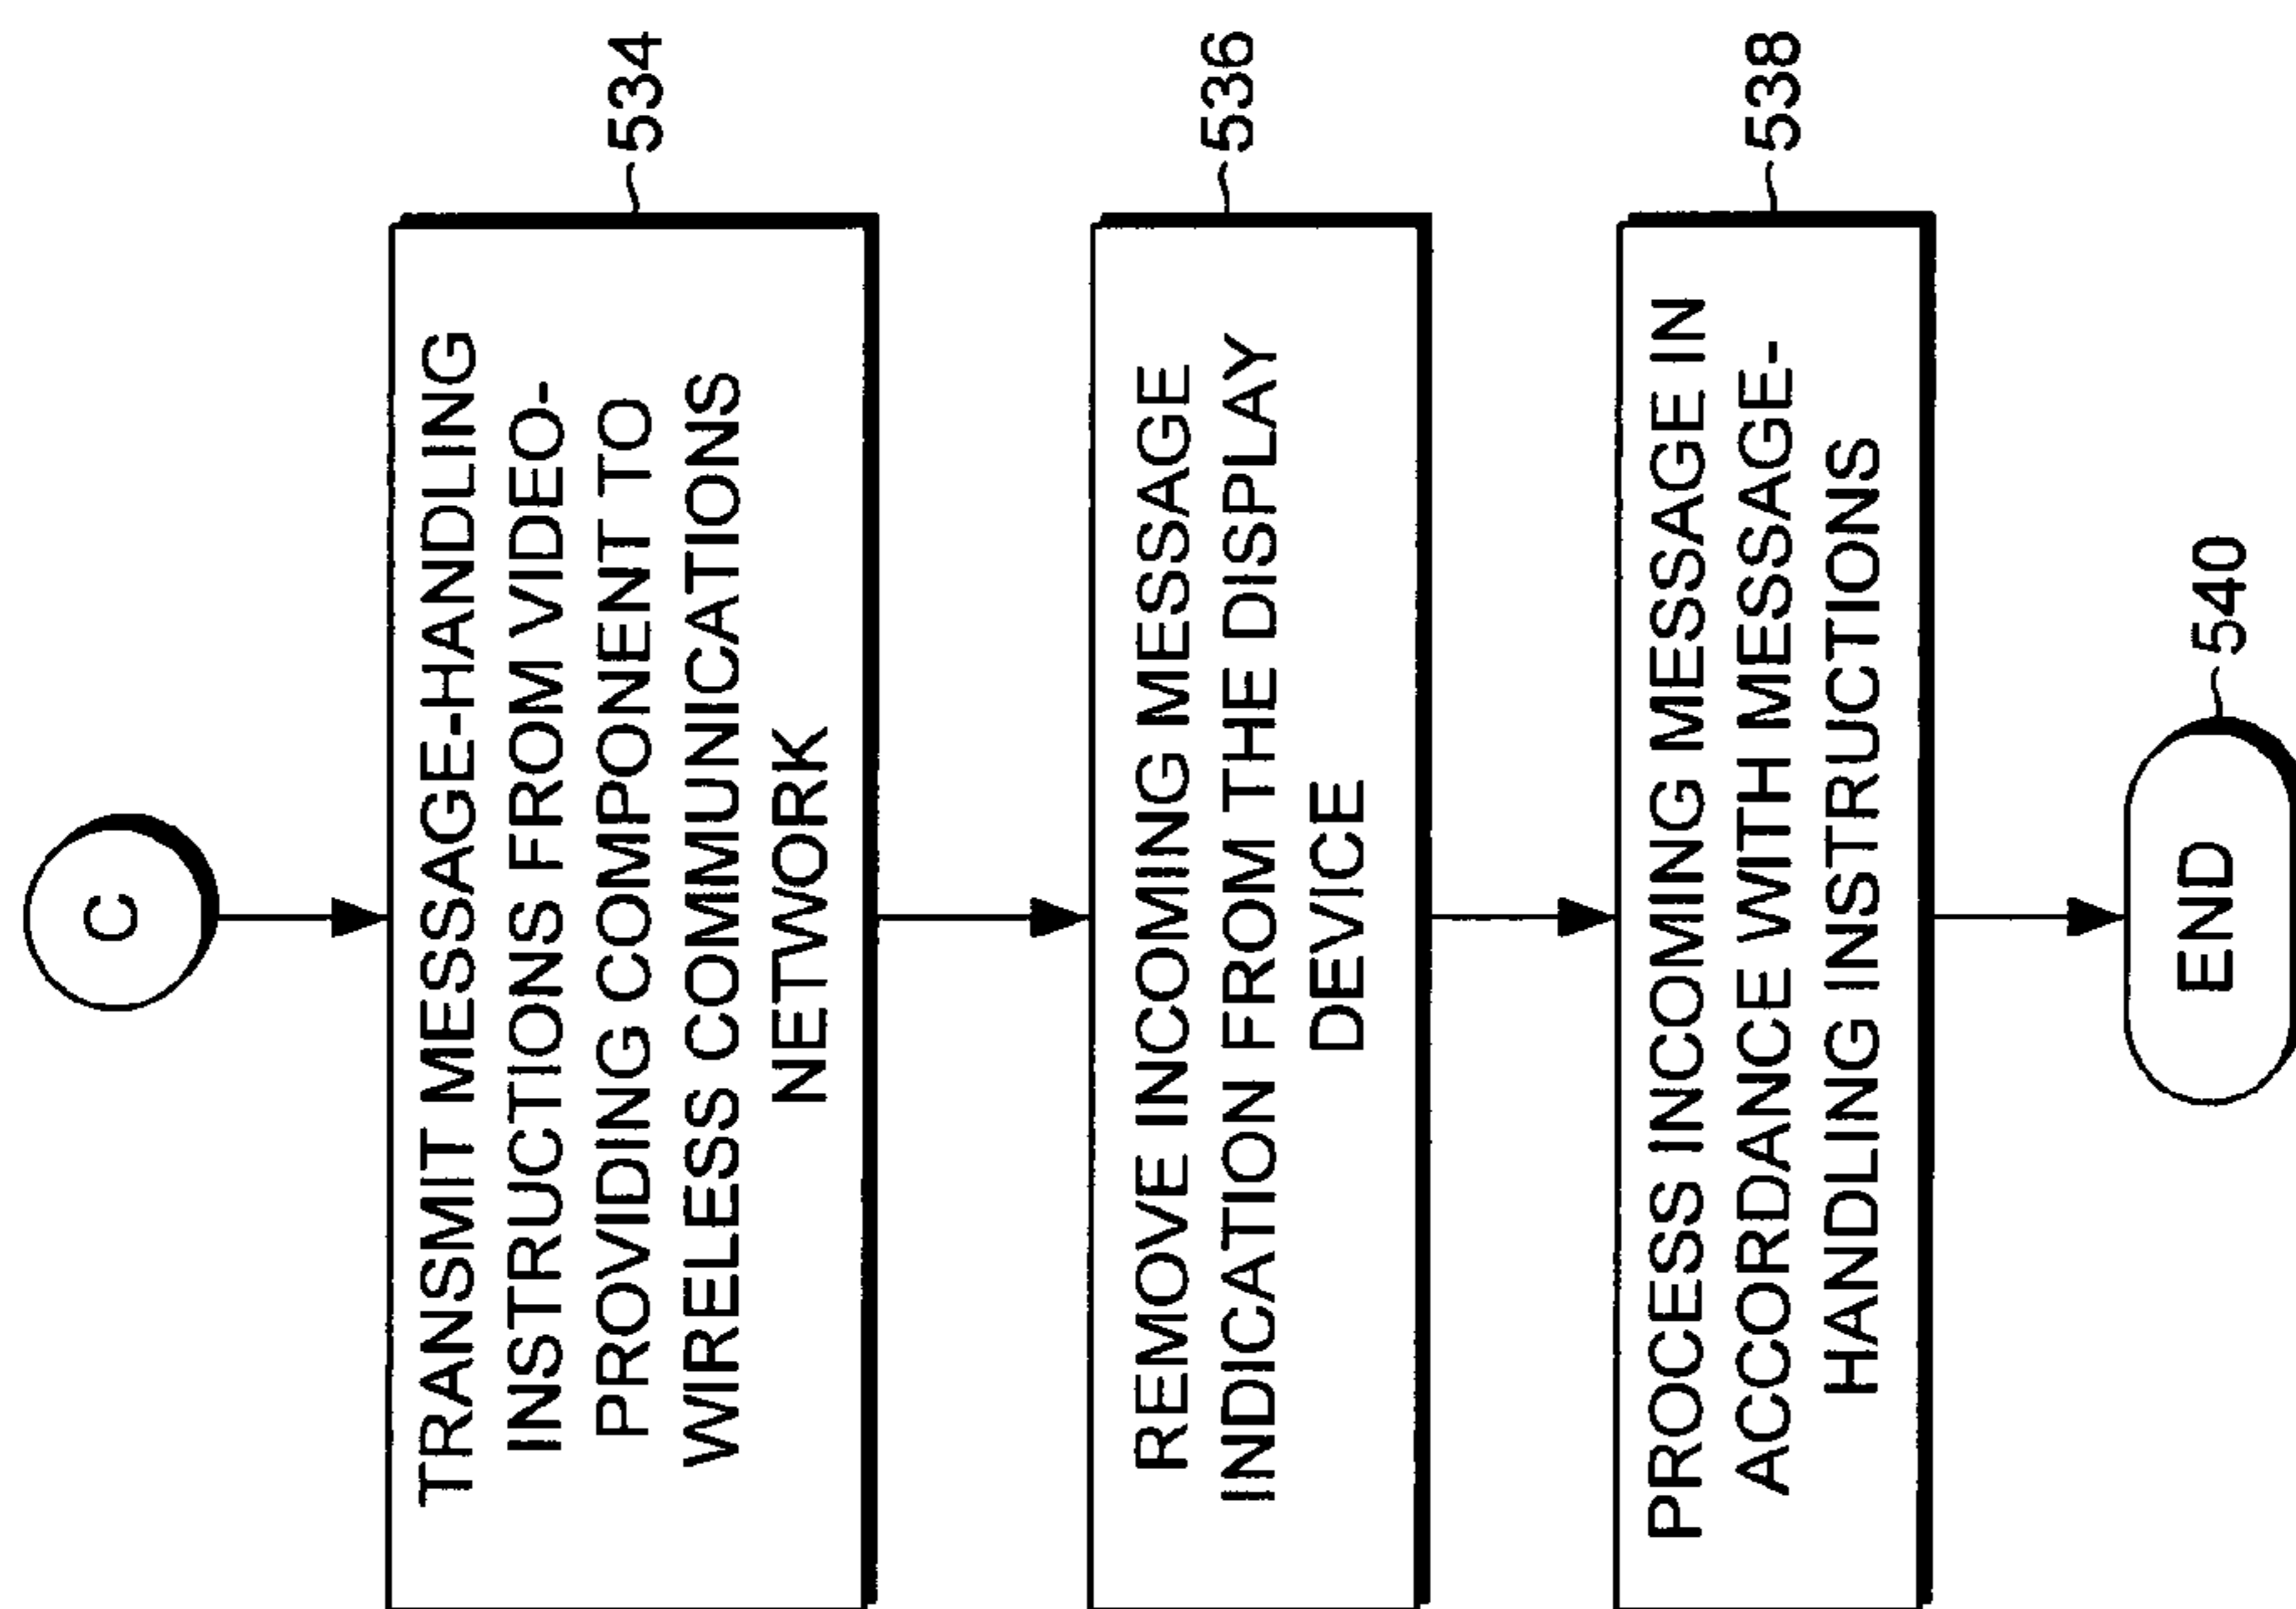 C
TRANSMIT MESSAGE-HANDLING
INSTRUCTIONS FROM VIDEO-
PROVIDING COMPONENT TO
WIRELESS COMMUNICATIONS
NETWORK
534
REMOVE INCOMING MESSAGE
INDICATION FROM THE DISPLAY
DEVICE
536
PROCESS INCOMING MESSAGE IN
ACCORDANCE WITH MESSAGE-
HANDLING INSTRUCTIONS
538
END
540